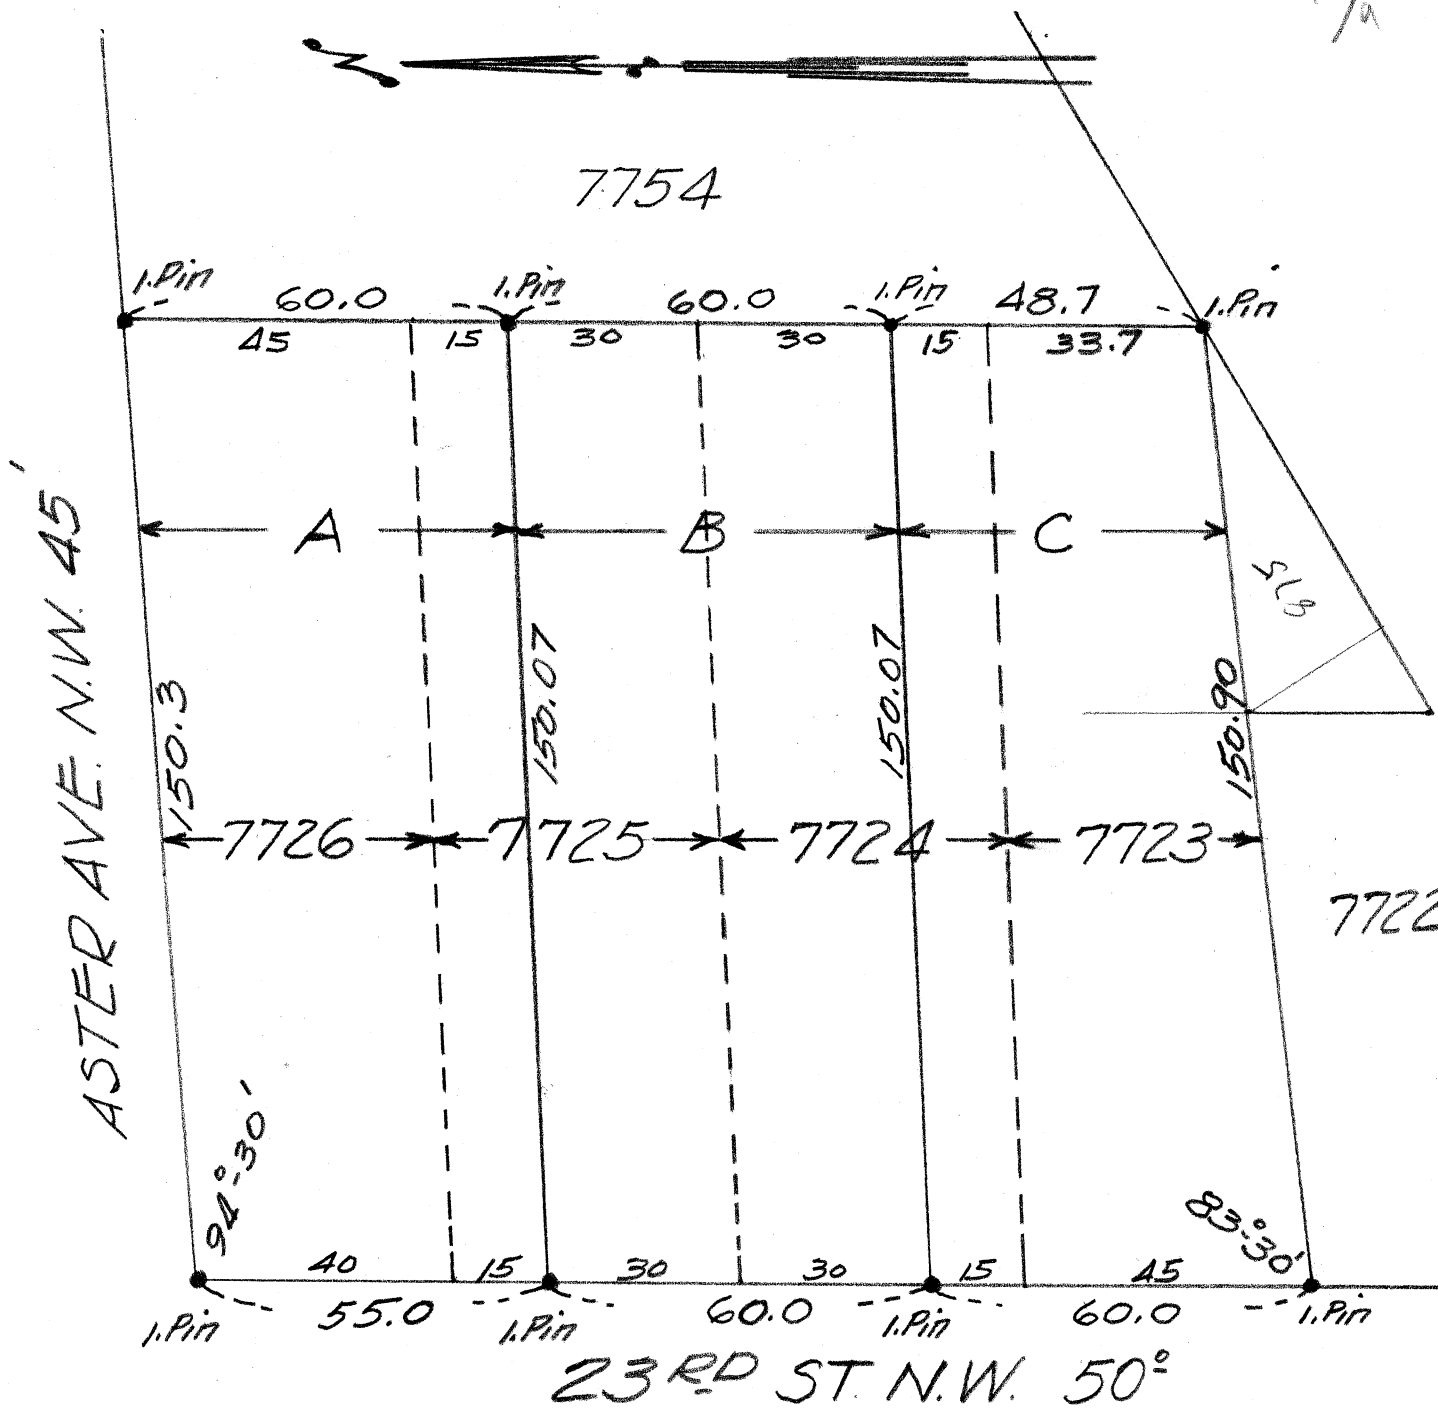 N
7754
I.Pin 60.0 I.Pin 60.0 I.Pin 48.7 I.Pin
45 15 30 30 15 33.7
A B C
ASTER AVE. N.W. 45'
150.3 150.07 150.07 150.90
7726 7725 7724 7723
7722
94°-30' 83°-30'
40 15 30 30 15 45
I.Pin 55.0 I.Pin 60.0 I.Pin 60.0 I.Pin
23RD ST. N.W. 50°